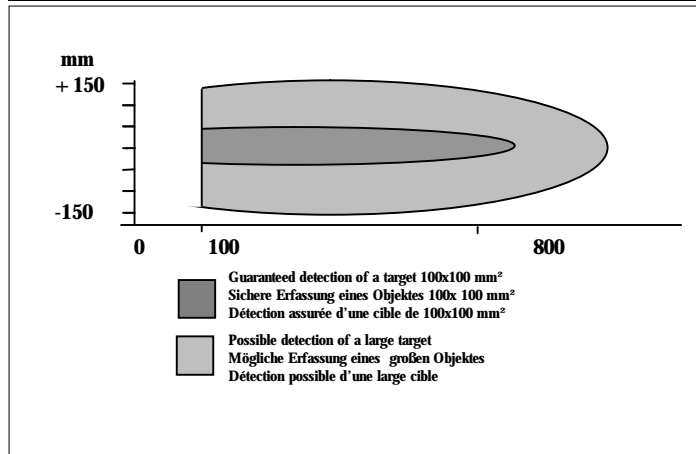 mm
+ 150
-150
0 100 800
Guaranteed detection of a target 100x100 mm²
Sichere Erfassung eines Objektes 100x 100 mm²
Détection assurée d'une cible de 100x100 mm²
Possible detection of a large target
Mögliche Erfassung eines großen Objektes
Détection possible d'une large cible